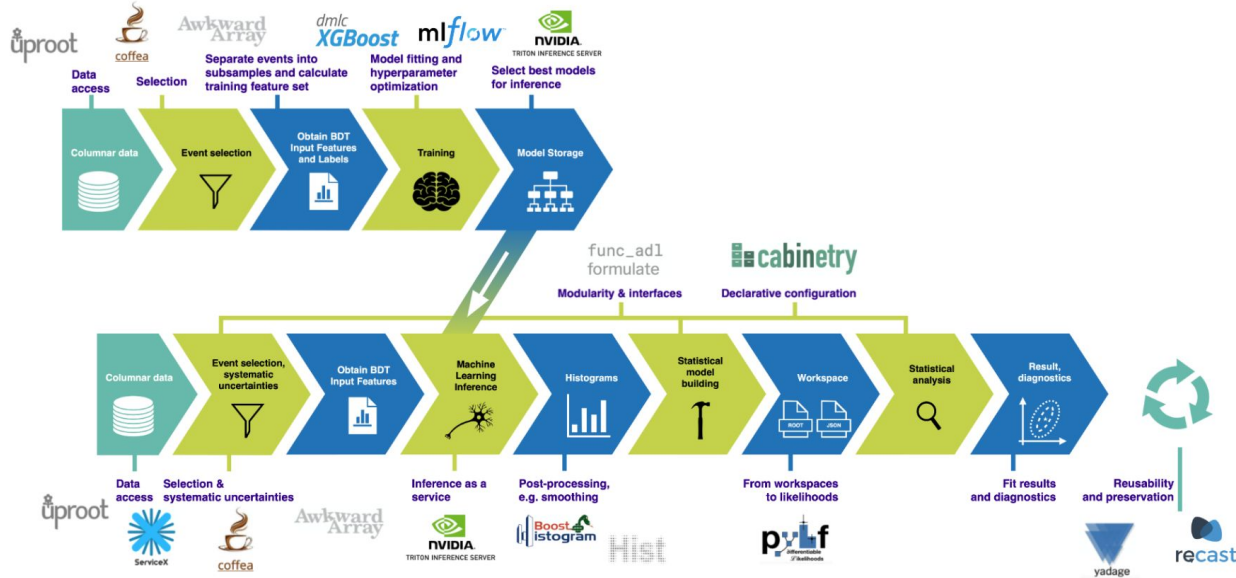 uproot
coffea
Awkward
Array
dmlc
XGBoost
mlflow
NVIDIA.
TRITON INFERENCE SERVER
Data
access
Selection
Separate events into
subsamples and calculate
training feature set
Model fitting and
hyperparameter
optimization
Select best models
for inference
Columnar data
Event selection
Obtain BDT
Input Features
and Labels
Training
Model Storage
func_adl
formulate
cabinetry
Modularity & interfaces
Declarative configuration
Columnar data
Event selection,
systematic
uncertainties
Obtain BDT
Input Features
Machine
Learning
Inference
Histograms
Statistical
model
building
Workspace
ROOT
JSON
Statistical
analysis
Result,
diagnostics
Data
access
Selection &
systematic uncertainties
Inference as a
service
Post-processing,
e.g. smoothing
From workspaces
to likelihoods
Fit results
and diagnostics
Reusability
and preservation
uproot
ServiceX
coffea
Awkward
Array
NVIDIA.
TRITON INFERENCE SERVER
Boost
Histogram
Hist
pyhf
differentiable
Likelihoods
yadage
recast